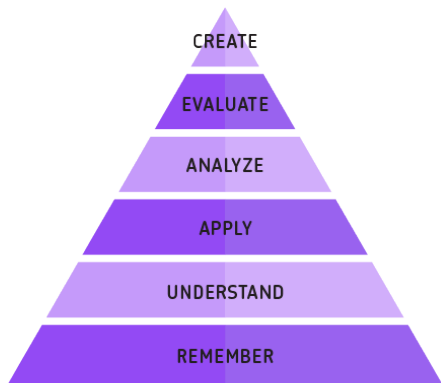 CREATE
EVALUATE
ANALYZE
APPLY
UNDERSTAND
REMEMBER